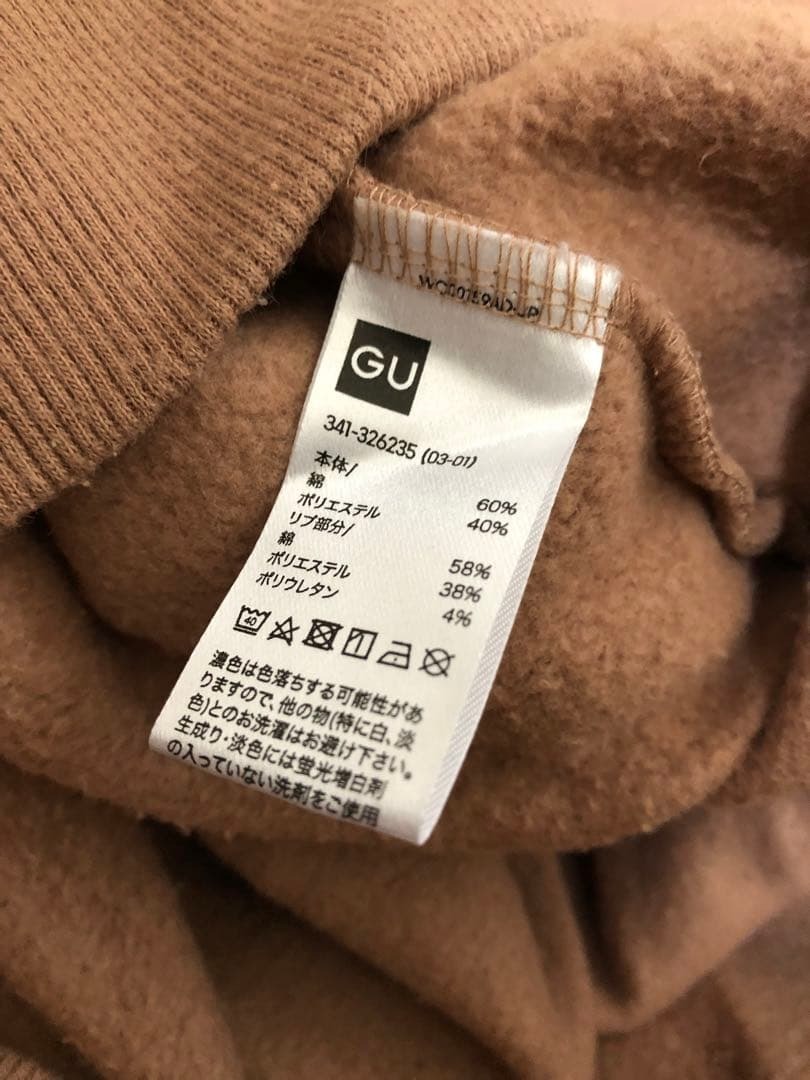 GU
341-326235 (03-01)
本体/
綿 60%
ポリエステル 40%
リブ部分/
綿 58%
ポリエステル 38%
ポリウレタン 4%
40
濃色は色落ちする可能性があ
りますので、他の物(特に白、淡
色)とのお洗濯はお避け下さい。
生成り・淡色には蛍光増白剤
の入っていない洗剤をご使用